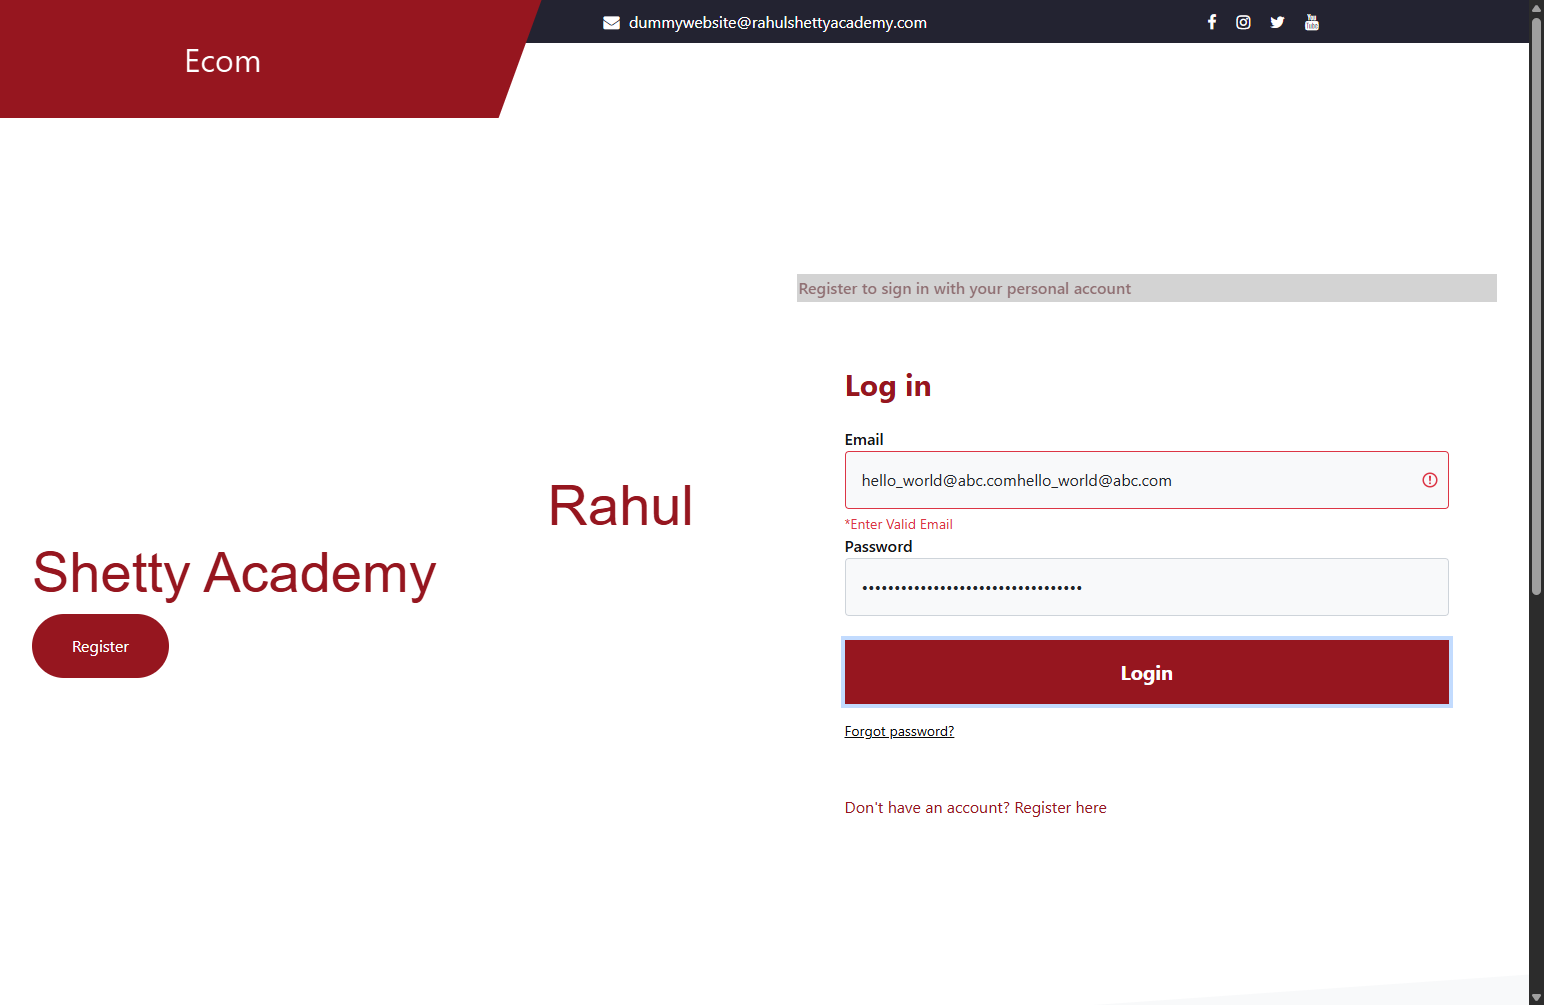 dummywebsite@rahulshettyacademy.com
Ecom
Register to sign in with your personal account
Log in
Email
hello_world@abc.comhello_world@abc.com
*Enter Valid Email
Password
Rahul
Shetty Academy
Register
Login
Forgot password?
Don't have an account? Register here